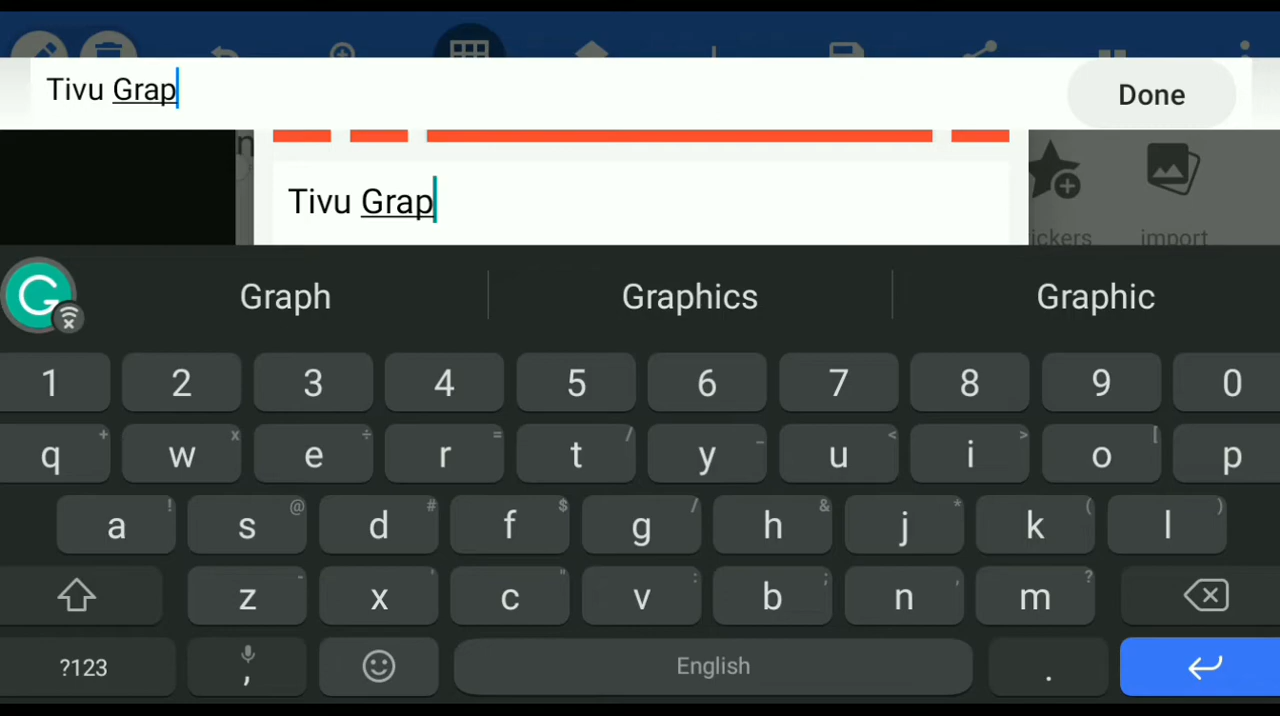 Tivu Grap
Done
n
Tivu Grap
ickers
import
Graph
Graphics
Graphic
1 2 3 4 5 6 7 8 9 0
q + w x e ÷ r = t / y _ u < i > o [ p
a ! s @ d # f $ g / h & j * k ( l )
z - x ' c " v : b ; n , m ?
?123 , English .